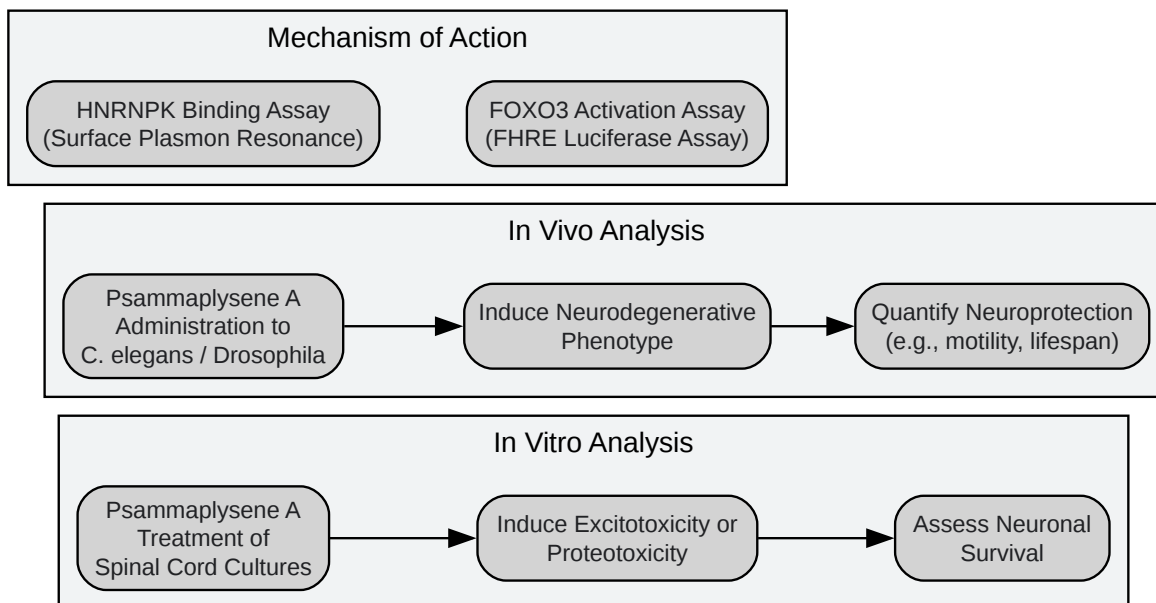 Mechanism of Action
HNRNPK Binding Assay
(Surface Plasmon Resonance)
FOXO3 Activation Assay
(FHRE Luciferase Assay)
In Vivo Analysis
Psammaplysene A
Administration to
C. elegans / Drosophila
Induce Neurodegenerative
Phenotype
Quantify Neuroprotection
(e.g., motility, lifespan)
In Vitro Analysis
Psammaplysene A
Treatment of
Spinal Cord Cultures
Induce Excitotoxicity or
Proteotoxicity
Assess Neuronal
Survival